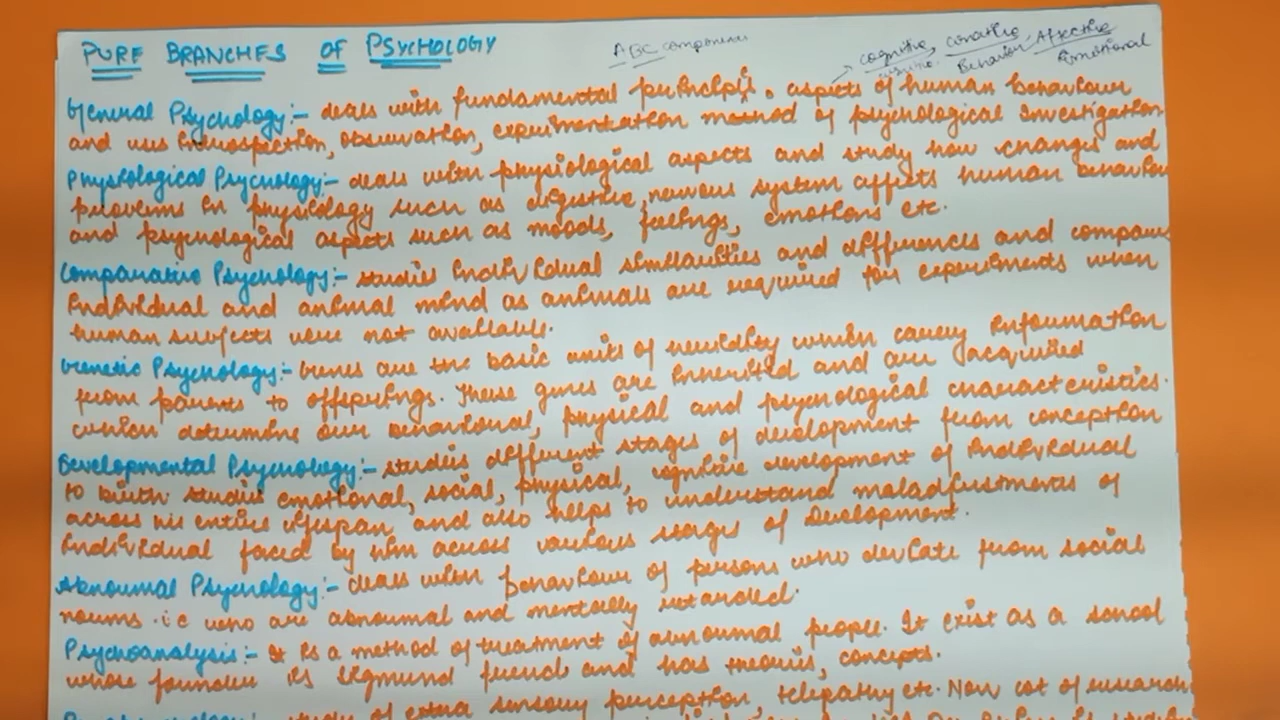 PURE BRANCHES OF PSYCHOLOGY
ABC components
cognitive, conative, Affective
Behavior Emotional
General Psychology:- deals with fundamental principls, aspects of human behaviour
and uses introspection, observation, experimentation method of psychological investigation
Physiological Psychology:- deals with physiological aspects and study how changes and
problems in physiology such as digestive, nervous system affects human behaviour
and psychological aspects such as moods, feelings, emotions etc.
Comparative Psychology:- studies individual similarities and differences and compares
individual and animal mind as animals are required for experiments when
human subjects were not available.
Genetic Psychology:- Genes are the basic units of heredity which carry information
from parents to offsprings. These genes are inherited and are acquired
which determine our behavioral, physical and psychological characteristics.
Developmental Psychology:- studies different stages of development from conception
to birth. studies emotional, social, physical, cognitive development of individual
across his entire lifespan, and also helps to understand maladjustments of
individual faced by him across various stages of Development.
Abnormal Psychology:- deals with behaviour of persons who deviate from social
norms. i.e who are abnormal and mentally retarded.
Psychoanalysis:- It is a method of treatment of abnormal people. It exist as a school
whose founder is sigmund freud and has theories, concepts.
study of extra sensory perception, telepathy etc. Now lot of research